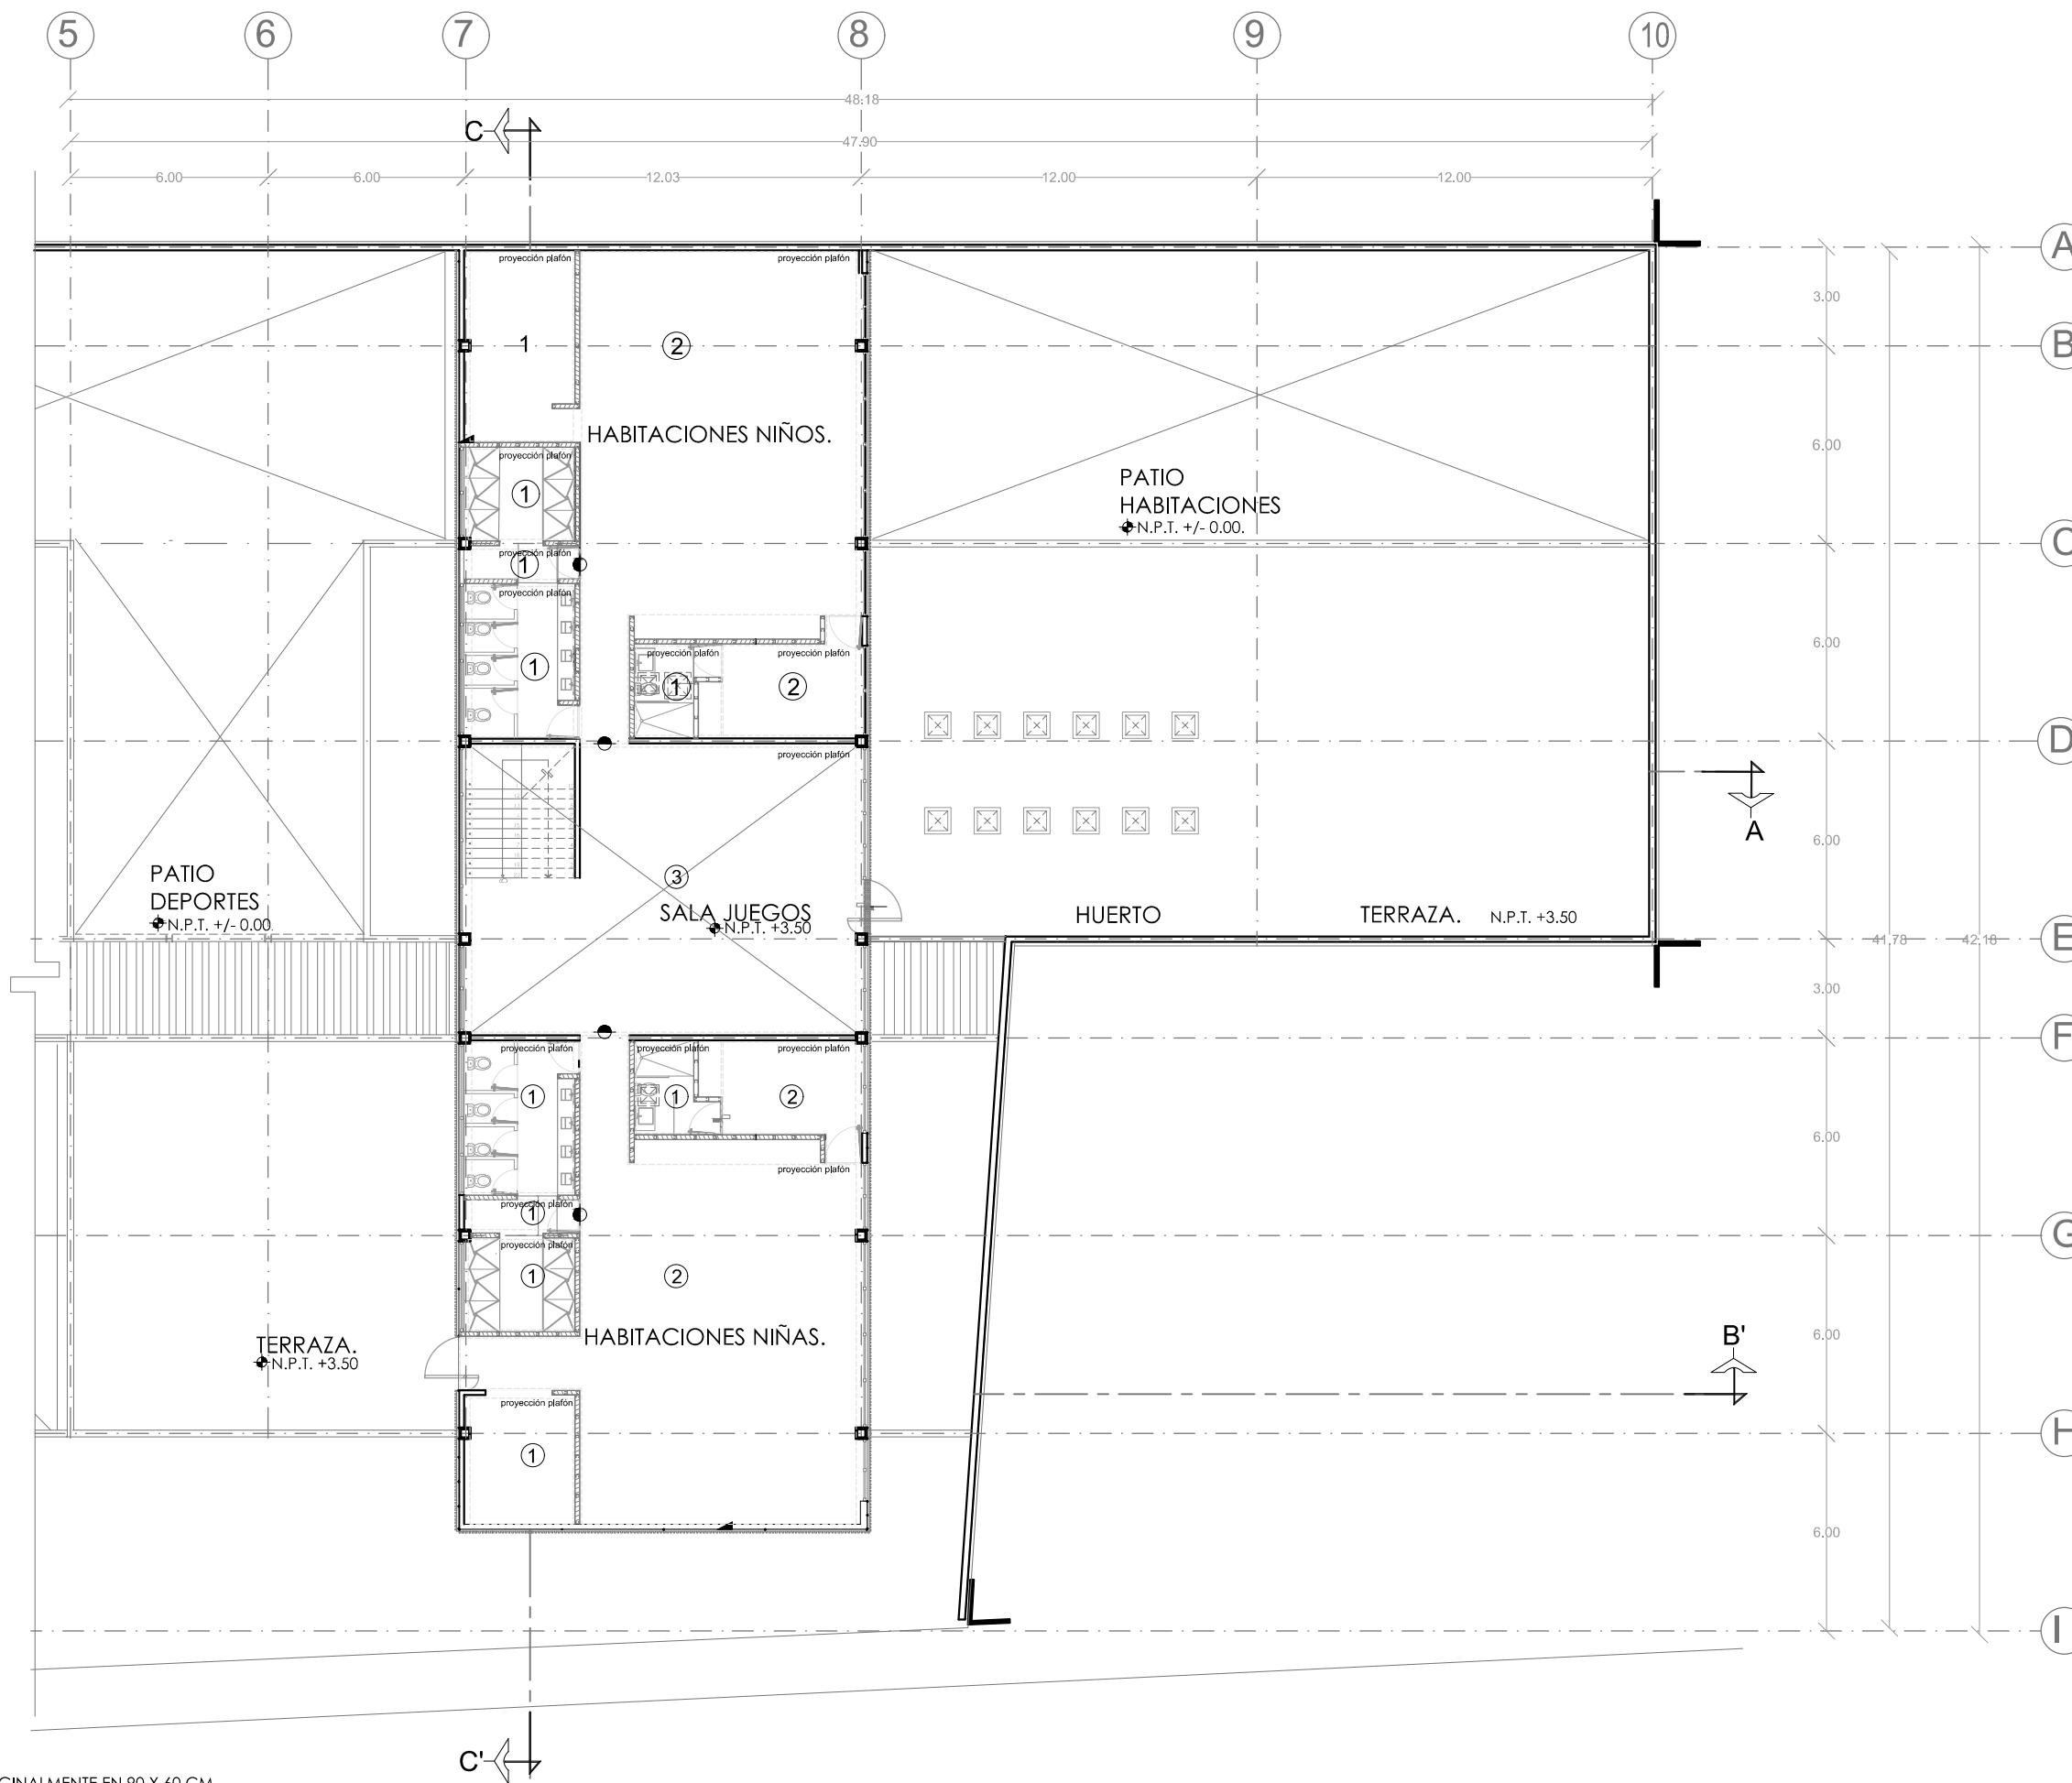 5 6 7 8 9 10
48.18
C
47.90
6.00 6.00 12.03 12.00 12.00
A
proyección plafón proyección plafón
3.00
1 2 B
HABITACIONES NIÑOS.
6.00
proyección plafón
PATIO
HABITACIONES
1
N.P.T. +/- 0.00.
C
proyección plafón
1
proyección plafón
6.00
proyección plafón proyección plafón
1
1 2
D
proyección plafón
A
6.00
PATIO
DEPORTES
N.P.T. +/- 0.00
3
SALA JUEGOS
N.P.T. +3.50
HUERTO TERRAZA. N.P.T. +3.50
41.78 42.18 E
3.00
F
proyección plafón proyección plafón proyección plafón
1 1 2
6.00
proyección plafón
1
proyección plafón
G
proyección plafón
1 2
HABITACIONES NIÑAS.
6.00
B'
TERRAZA.
N.P.T. +3.50
proyección plafón
H
1
6.00
I
C'
EN 90 X 60 CM